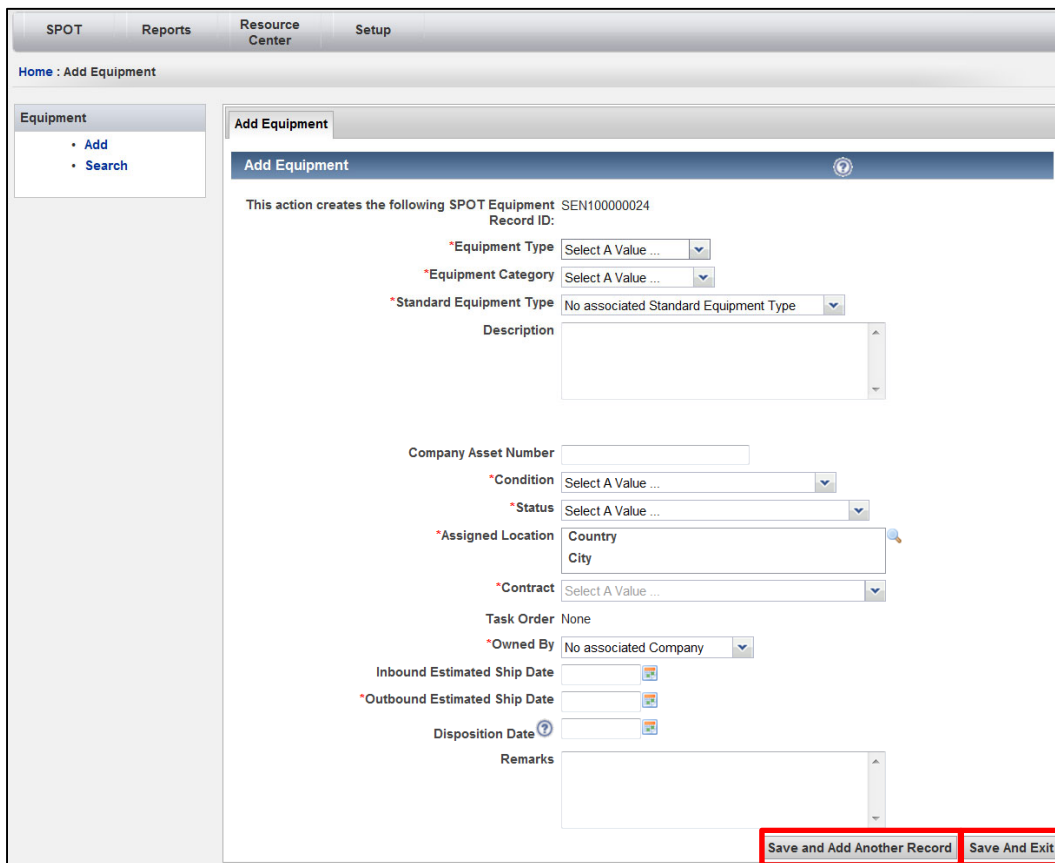 SPOT Reports Resource Center Setup
Home : Add Equipment
Equipment
• Add
• Search
Add Equipment
Add Equipment
This action creates the following SPOT Equipment Record ID: SEN100000024
*Equipment Type Select A Value ...
*Equipment Category Select A Value ...
*Standard Equipment Type No associated Standard Equipment Type
Description
Company Asset Number
*Condition Select A Value ...
*Status Select A Value ...
*Assigned Location Country
City
*Contract Select A Value ...
Task Order None
*Owned By No associated Company
Inbound Estimated Ship Date
*Outbound Estimated Ship Date
Disposition Date ?
Remarks
Save and Add Another Record Save And Exit